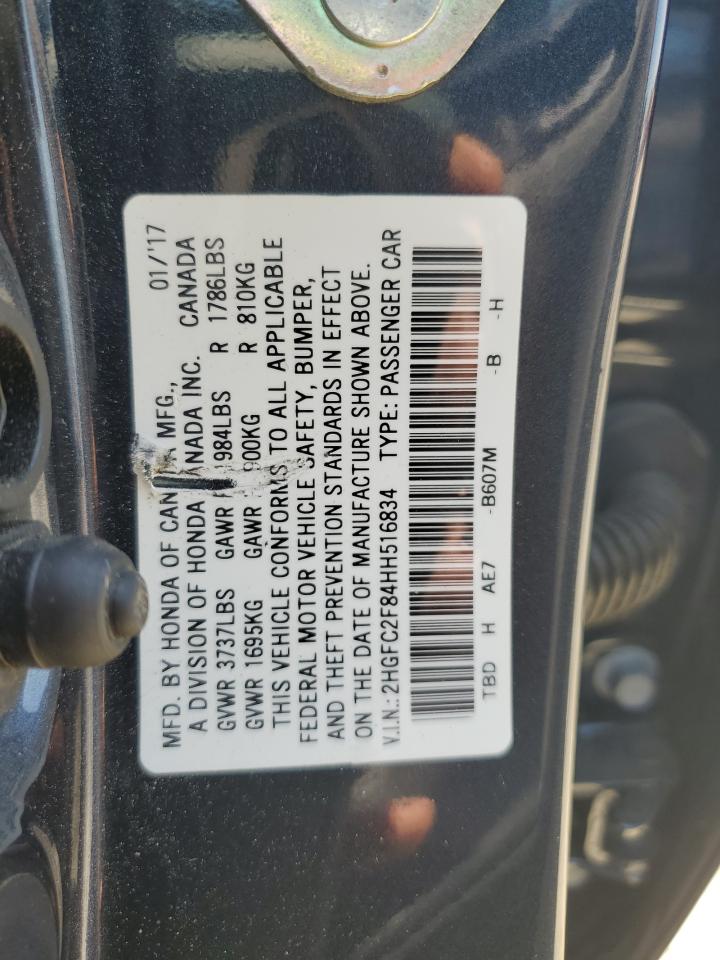 MFD. BY HONDA OF CAN MFG., 01/'17
A DIVISION OF HONDA NADA INC. CANADA
GVWR 3737LBS GAWR 984LBS R 1786LBS
GVWR 1695KG GAWR 900KG R 810KG
THIS VEHICLE CONFORMS TO ALL APPLICABLE
FEDERAL MOTOR VEHICLE SAFETY, BUMPER,
AND THEFT PREVENTION STANDARDS IN EFFECT
ON THE DATE OF MANUFACTURE SHOWN ABOVE.
V.I.N.: 2HGFC2F84HH516834 TYPE: PASSENGER CAR
TBD H AE7 -B607M -B -H